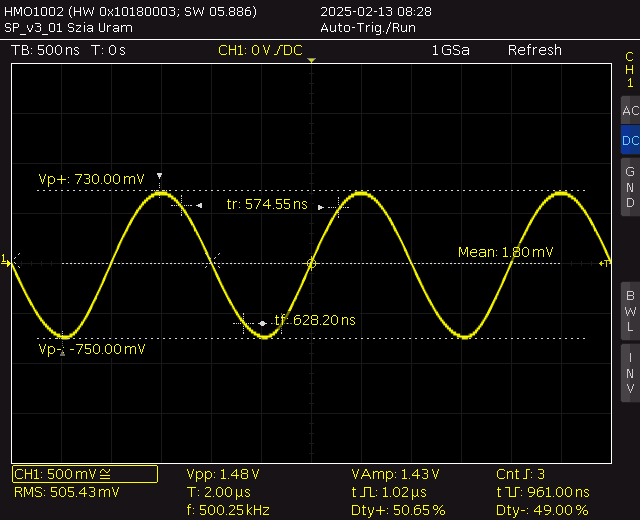 HMO1002 (HW 0x10180003; SW 05.886)
2025-02-13 08:28
SP_v3_01 Szia Uram
Auto-Trig./Run
TB: 500 ns T: 0 s
CH1: 0 V / DC
1 GSa
Refresh
CH1
AC
DC
GND
BWL
INV
Vp+: 730.00 mV
tr: 574.55 ns
1
Mean: 1.80 mV
T
tf: 628.20 ns
Vp-: -750.00 mV
CH1: 500 mV ≅
Vpp: 1.48 V
VAmp: 1.43 V
Cnt: 3
RMS: 505.43 mV
T: 2.00 µs
t: 1.02 µs
t: 961.00 ns
f: 500.25 kHz
Dty+: 50.65 %
Dty-: 49.00 %